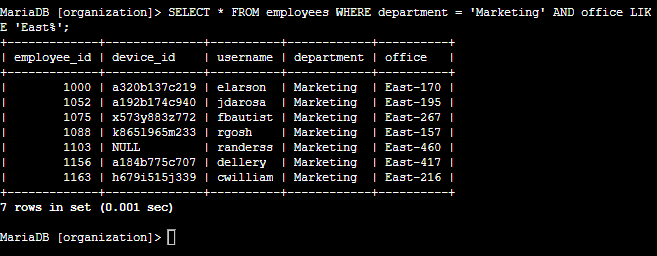 MariaDB [organization]> SELECT * FROM employees WHERE department = 'Marketing' AND office LIK
E 'East%';
+-------------+--------------+----------+------------+----------+
| employee_id | device_id    | username | department | office   |
+-------------+--------------+----------+------------+----------+
|        1000 | a320b137c219 | elarson  | Marketing  | East-170 |
|        1052 | a192b174c940 | jdarosa  | Marketing  | East-195 |
|        1075 | x573y883z772 | fbautist | Marketing  | East-267 |
|        1088 | k865l965m233 | rgosh    | Marketing  | East-157 |
|        1103 | NULL         | randerss | Marketing  | East-460 |
|        1156 | a184b775c707 | dellery  | Marketing  | East-417 |
|        1163 | h679i515j339 | cwilliam | Marketing  | East-216 |
+-------------+--------------+----------+------------+----------+
7 rows in set (0.001 sec)
MariaDB [organization]>